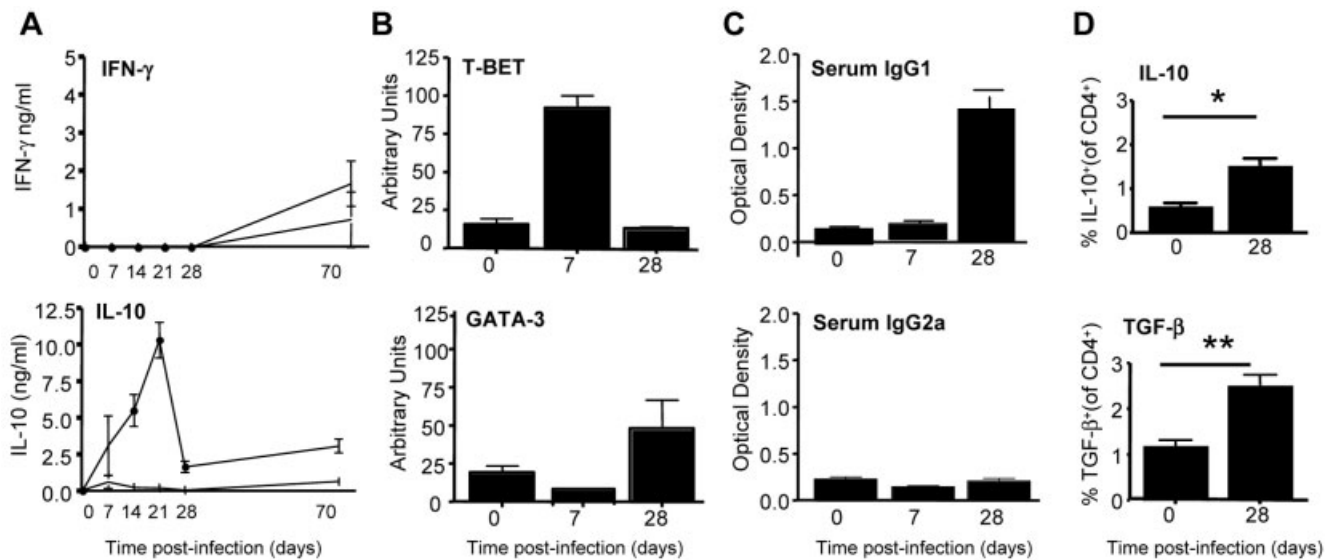 A
IFN-γ
IFN-γ ng/ml
5
4
3
2
1
0
0 7 14 21 28 70
IL-10
IL-10 (ng/ml)
12.5
10.0
7.5
5.0
2.5
0.0
0 7 14 21 28 70
Time post-infection (days)
B
T-BET
Arbitrary Units
125
100
75
50
25
0
0 7 28
GATA-3
Arbitrary Units
125
100
75
50
25
0
0 7 28
Time post-infection (days)
C
Serum IgG1
Optical Density
2.0
1.5
1.0
0.5
0.0
0 7 28
Serum IgG2a
Optical Density
2.0
1.5
1.0
0.5
0.0
0 7 28
Time post-infection (days)
D
IL-10
% IL-10⁺(of CD4⁺)
3
2
1
0
*
0 28
TGF-β
% TGF-β⁺(of CD4⁺)
3
2
1
0
**
0 28
Time post-infection (days)